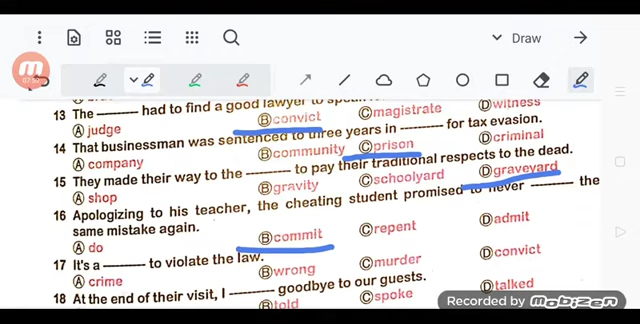 Draw
13 The ———— had to find a good lawyer to
Ⓐ judge Ⓑ convict Ⓒ magistrate Ⓓ witness
14 That businessman was sentenced to three years in ———— for tax evasion.
Ⓐ company Ⓑ community Ⓒ prison Ⓓ criminal
15 They made their way to the ———— to pay their traditional respects to the dead.
Ⓐ shop Ⓑ gravity Ⓒ schoolyard Ⓓ graveyard
16 Apologizing to his teacher, the cheating student promised to never ———— the
same mistake again.
Ⓐ do Ⓑ commit Ⓒ repent Ⓓ admit
17 It's a ———— to violate the law.
Ⓐ crime Ⓑ wrong Ⓒ murder Ⓓ convict
18 At the end of their visit, I ———— goodbye to our guests.
Ⓑ told Ⓒ spoke Ⓓ talked
Recorded by Mobizen